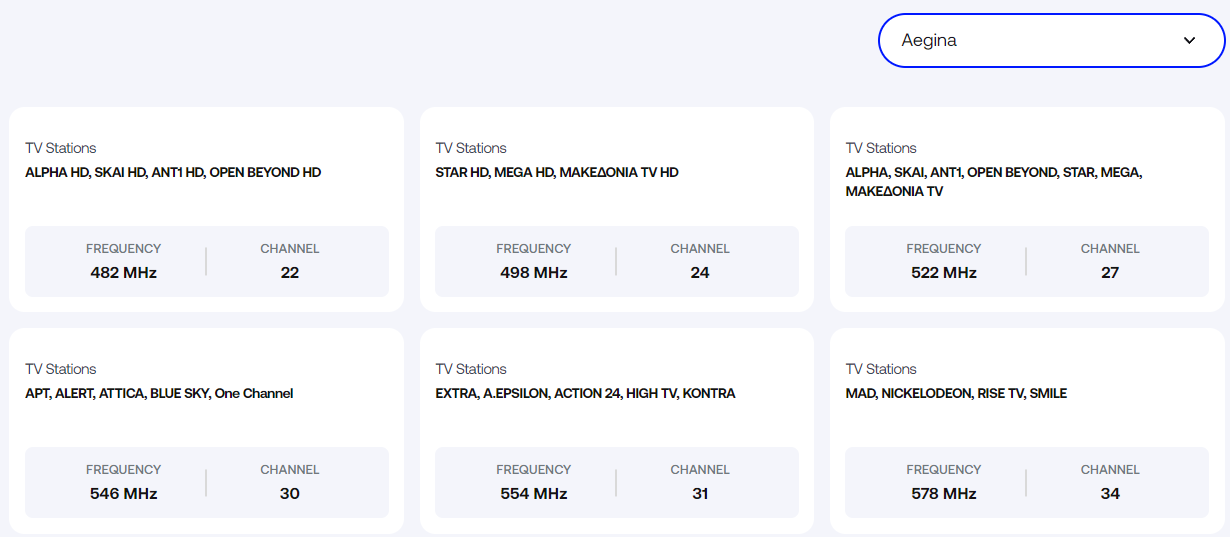 Aegina
TV Stations
ALPHA HD, SKAI HD, ANT1 HD, OPEN BEYOND HD
FREQUENCY
482 MHz
CHANNEL
22
TV Stations
STAR HD, MEGA HD, ΜΑΚΕΔΟΝΙΑ TV HD
FREQUENCY
498 MHz
CHANNEL
24
TV Stations
ALPHA, SKAI, ANT1, OPEN BEYOND, STAR, MEGA,
ΜΑΚΕΔΟΝΙΑ TV
FREQUENCY
522 MHz
CHANNEL
27
TV Stations
APT, ALERT, ATTICA, BLUE SKY, One Channel
FREQUENCY
546 MHz
CHANNEL
30
TV Stations
EXTRA, A.EPSILON, ACTION 24, HIGH TV, KONTRA
FREQUENCY
554 MHz
CHANNEL
31
TV Stations
MAD, NICKELODEON, RISE TV, SMILE
FREQUENCY
578 MHz
CHANNEL
34